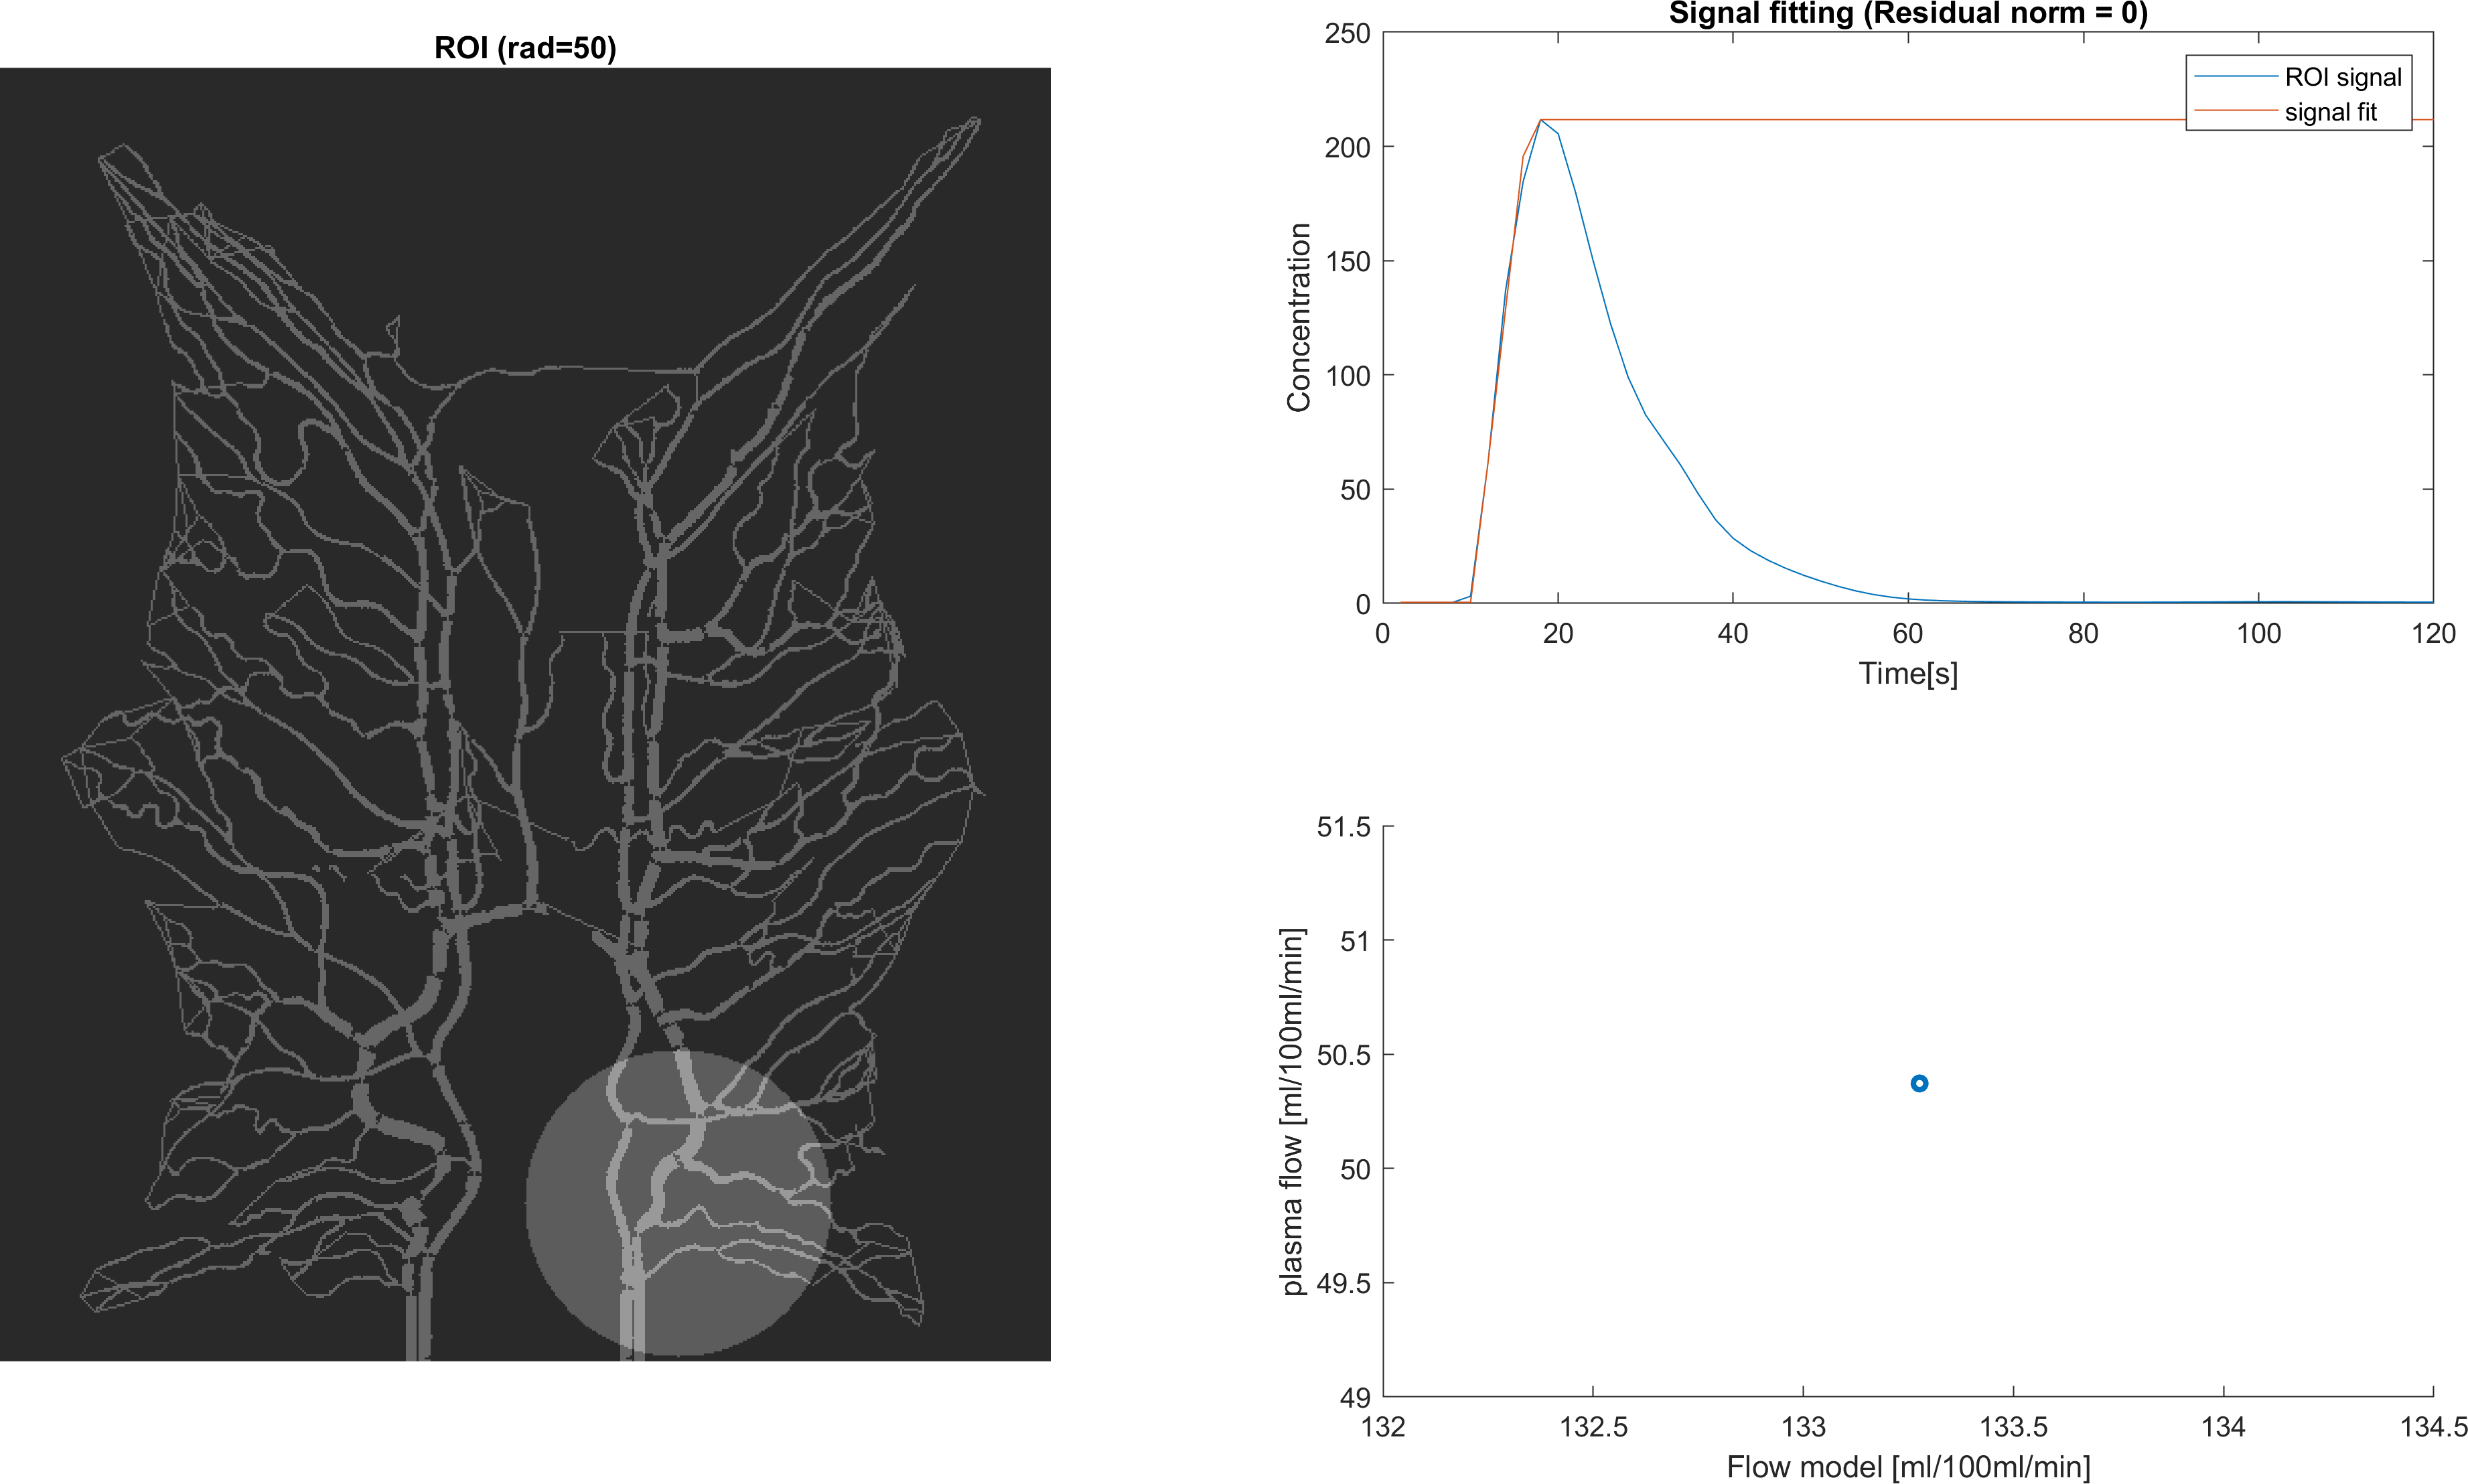 ROI (rad=50)
Signal fitting (Residual norm = 0)
250
200
150
100
50
0
Concentration
ROI signal
signal fit
0 20 40 60 80 100 120
Time[s]
51.5
51
50.5
50
49.5
49
plasma flow [ml/100ml/min]
132 132.5 133 133.5 134 134.5
Flow model [ml/100ml/min]